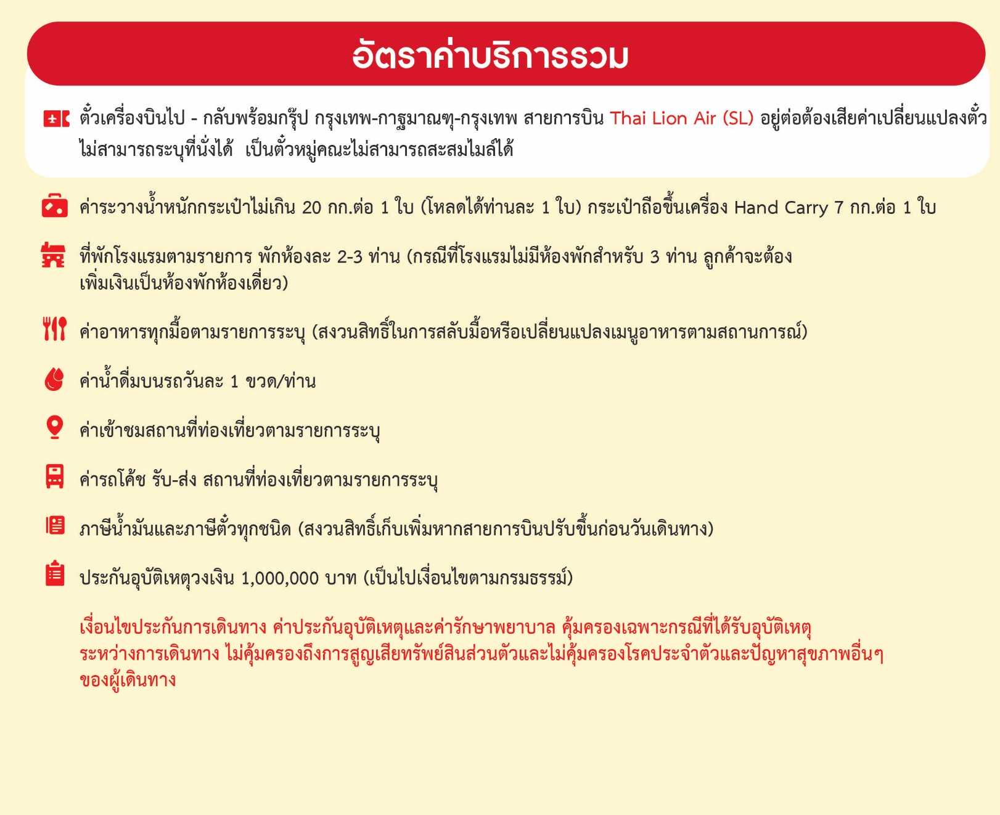 อัตราค่าบริการรวม
ตั๋วเครื่องบินไป - กลับพร้อมกรุ๊ป กรุงเทพ-กาฐมาณฑุ-กรุงเทพ สายการบิน Thai Lion Air (SL) อยู่ต่อต้องเสียค่าเปลี่ยนแปลงตั๋ว
ไม่สามารถระบุที่นั่งได้ เป็นตั๋วหมู่คณะไม่สามารถสะสมไมล์ได้
ค่าระวางน้ำหนักกระเป๋าไม่เกิน 20 กก.ต่อ 1 ใบ (โหลดได้ท่านละ 1 ใบ) กระเป๋าถือขึ้นเครื่อง Hand Carry 7 กก.ต่อ 1 ใบ
ที่พักโรงแรมตามรายการ พักห้องละ 2-3 ท่าน (กรณีที่โรงแรมไม่มีห้องพักสำหรับ 3 ท่าน ลูกค้าจะต้อง
เพิ่มเงินเป็นห้องพักห้องเดี่ยว)
ค่าอาหารทุกมื้อตามรายการระบุ (สงวนสิทธิ์ในการสลับมื้อหรือเปลี่ยนแปลงเมนูอาหารตามสถานการณ์)
ค่าน้ำดื่มบนรถวันละ 1 ขวด/ท่าน
ค่าเข้าชมสถานที่ท่องเที่ยวตามรายการระบุ
ค่ารถโค้ช รับ-ส่ง สถานที่ท่องเที่ยวตามรายการระบุ
ภาษีน้ำมันและภาษีตั๋วทุกชนิด (สงวนสิทธิ์เก็บเพิ่มหากสายการบินปรับขึ้นก่อนวันเดินทาง)
ประกันอุบัติเหตุวงเงิน 1,000,000 บาท (เป็นไปเงื่อนไขตามกรมธรรม์)
เงื่อนไขประกันการเดินทาง ค่าประกันอุบัติเหตุและค่ารักษาพยาบาล คุ้มครองเฉพาะกรณีที่ได้รับอุบัติเหตุ
ระหว่างการเดินทาง ไม่คุ้มครองถึงการสูญเสียทรัพย์สินส่วนตัวและไม่คุ้มครองโรคประจำตัวและปัญหาสุขภาพอื่นๆ
ของผู้เดินทาง